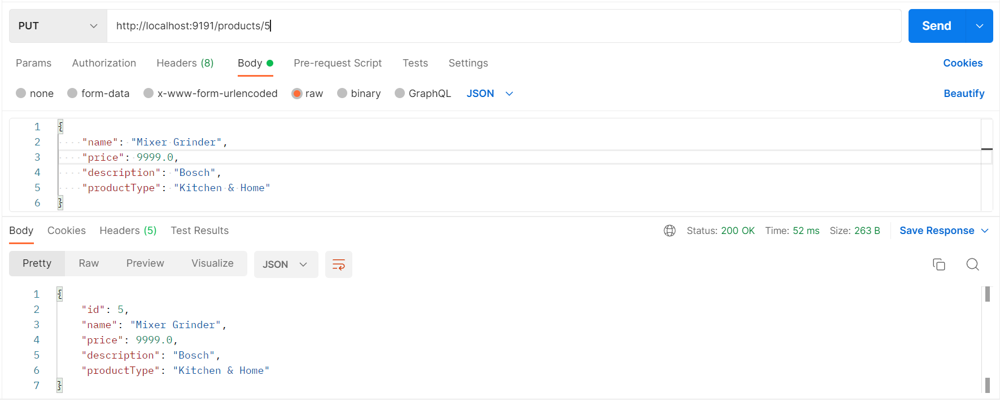 PUT http://localhost:9191/products/5 Send
Params Authorization Headers (8) Body Pre-request Script Tests Settings Cookies
none form-data x-www-form-urlencoded raw binary GraphQL JSON Beautify
1 {
2 "name": "Mixer Grinder",
3 "price": 9999.0,
4 "description": "Bosch",
5 "productType": "Kitchen & Home"
6 }
Body Cookies Headers (5) Test Results Status: 200 OK Time: 52 ms Size: 263 B Save Response
Pretty Raw Preview Visualize JSON
1 {
2 "id": 5,
3 "name": "Mixer Grinder",
4 "price": 9999.0,
5 "description": "Bosch",
6 "productType": "Kitchen & Home"
7 }